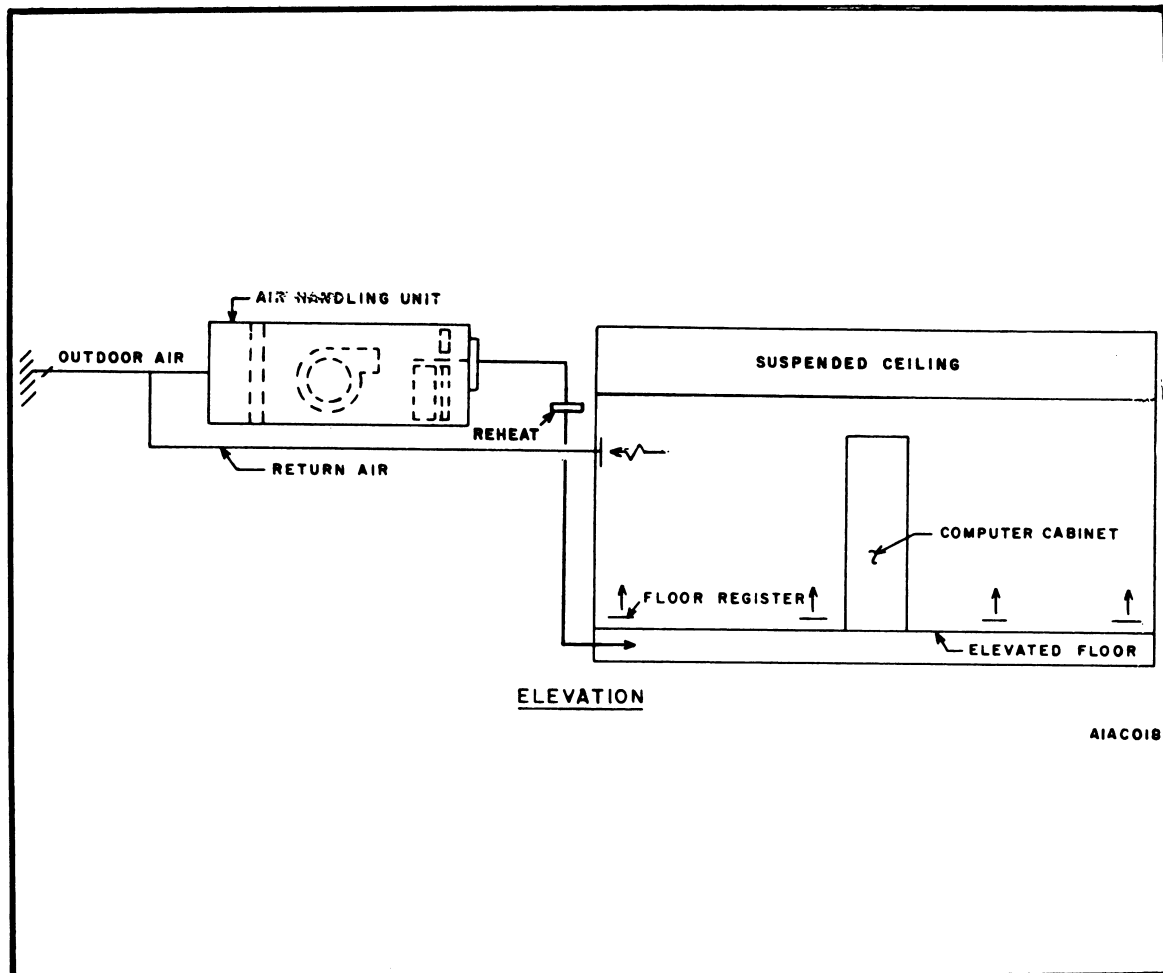 AIR HANDLING UNIT
OUTDOOR AIR
SUSPENDED CEILING
REHEAT
RETURN AIR
COMPUTER CABINET
FLOOR REGISTER
ELEVATED FLOOR
ELEVATION
AIAC018